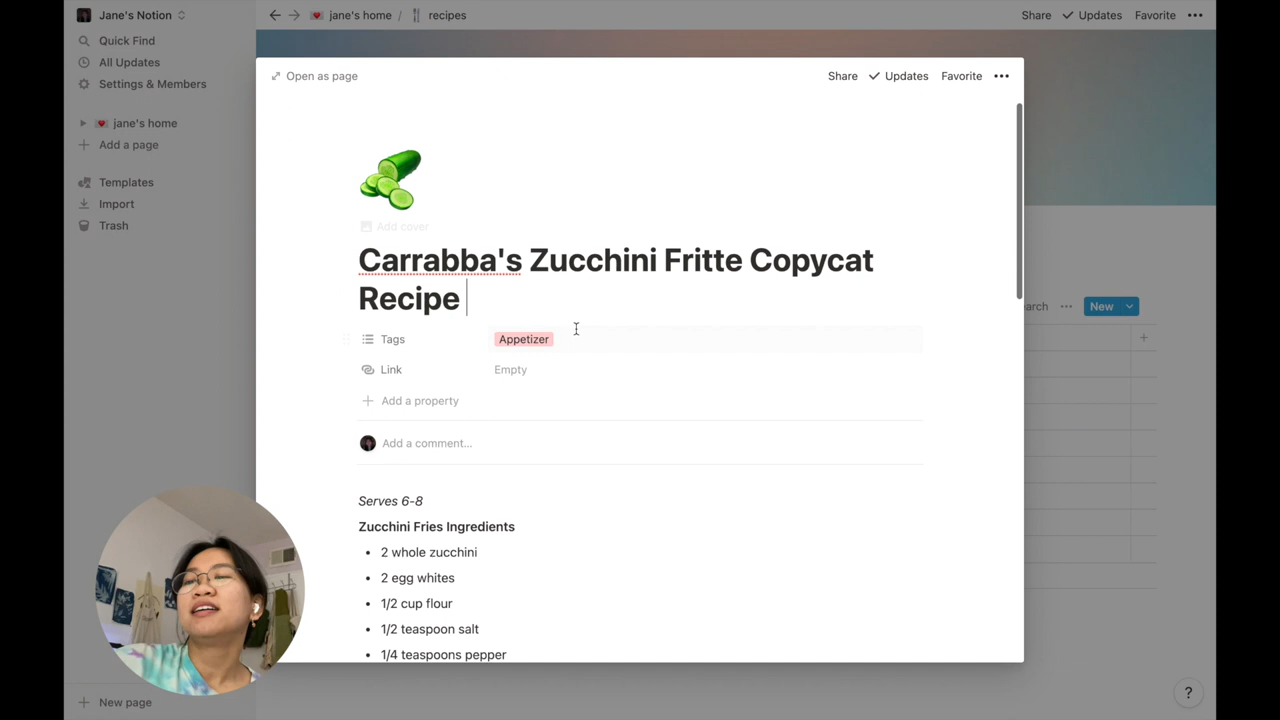 Jane's Notion
jane's home / recipes
Share Updates Favorite
Quick Find
All Updates
Settings & Members
jane's home
Add a page
Templates
Import
Trash
New page
Open as page
Share Updates Favorite
Add cover
Carrabba's Zucchini Fritte Copycat
Recipe
Tags Appetizer
Link Empty
Add a property
Add a comment...
Serves 6-8
Zucchini Fries Ingredients
• 2 whole zucchini
• 2 egg whites
• 1/2 cup flour
• 1/2 teaspoon salt
• 1/4 teaspoons pepper
earch ••• New
?